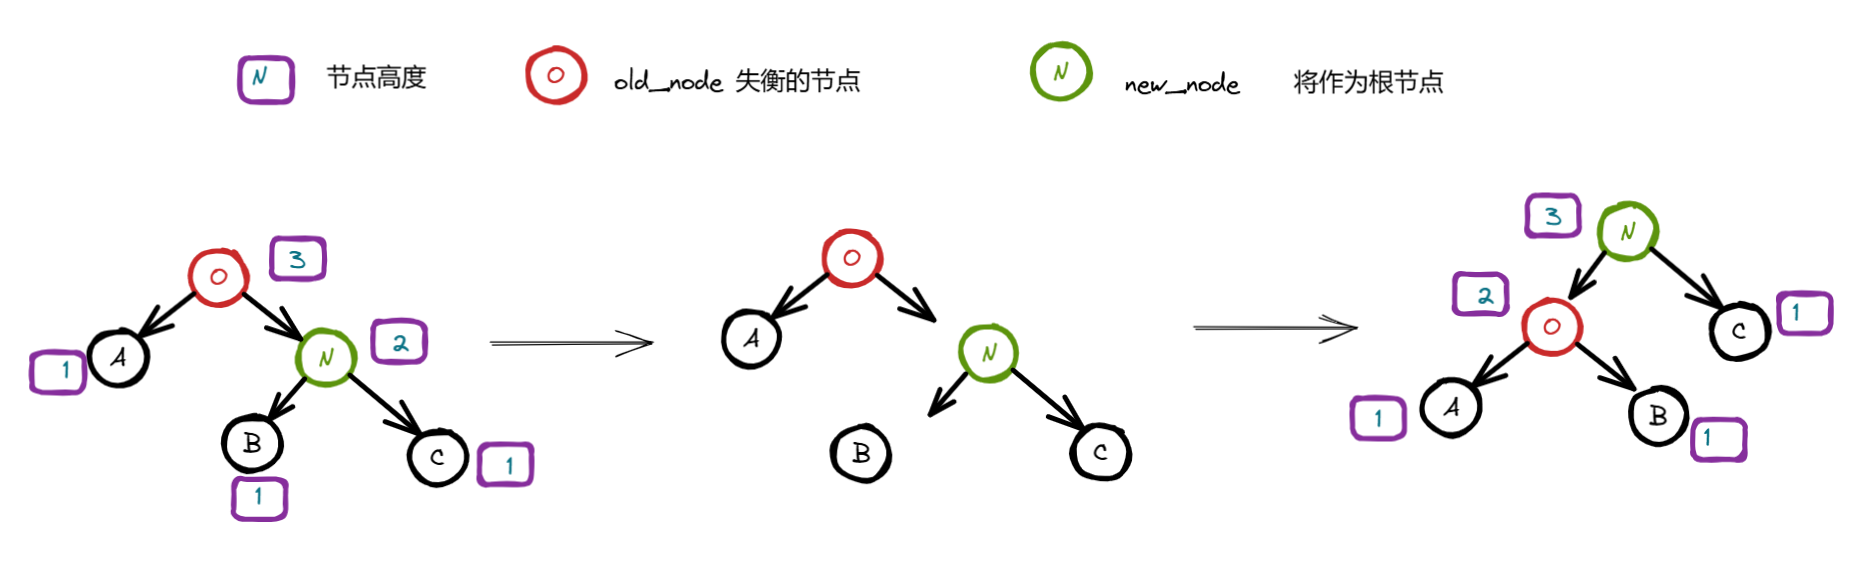 N 节点高度
O old_node 失衡的节点
N new_node 将作为根节点
O 3
A 1
N 2
B 1
C 1
O
A
N
B
C
3 N
2 O
C 1
1 A
B 1